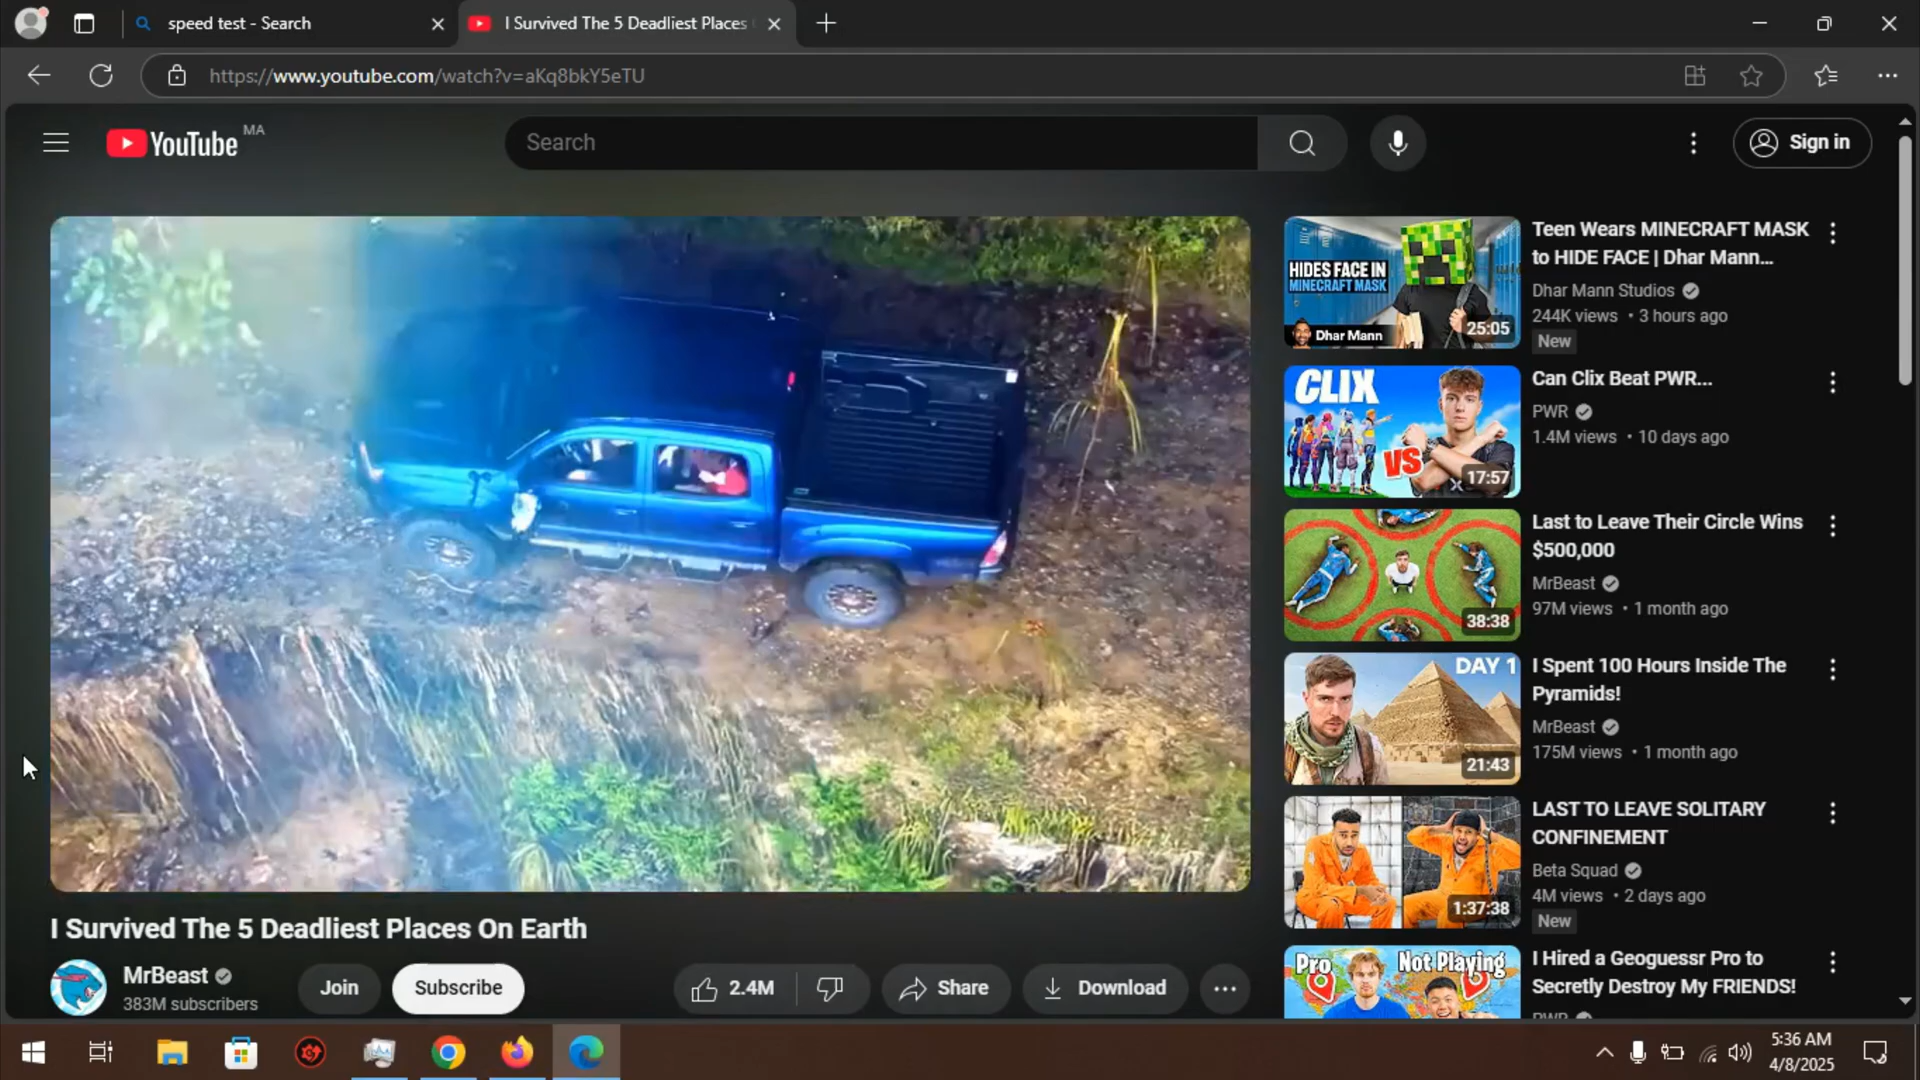 speed test - Search
I Survived The 5 Deadliest Places
https://www.youtube.com/watch?v=aKq8bkY5eTU
YouTube MA
Search
Sign in
HIDES FACE IN
MINECRAFT MASK
Dhar Mann
25:05
Teen Wears MINECRAFT MASK
to HIDE FACE | Dhar Mann...
Dhar Mann Studios
244K views • 3 hours ago
New
CLIX
VS
17:57
Can Clix Beat PWR...
PWR
1.4M views • 10 days ago
38:38
Last to Leave Their Circle Wins
$500,000
MrBeast
97M views • 1 month ago
DAY 1
21:43
I Spent 100 Hours Inside The
Pyramids!
MrBeast
175M views • 1 month ago
1:37:38
LAST TO LEAVE SOLITARY
CONFINEMENT
Beta Squad
4M views • 2 days ago
New
Pro
Not Playing
I Hired a Geoguessr Pro to
Secretly Destroy My FRIENDS!
PWR
I Survived The 5 Deadliest Places On Earth
MrBeast
383M subscribers
Join
Subscribe
2.4M
Share
Download
5:36 AM
4/8/2025